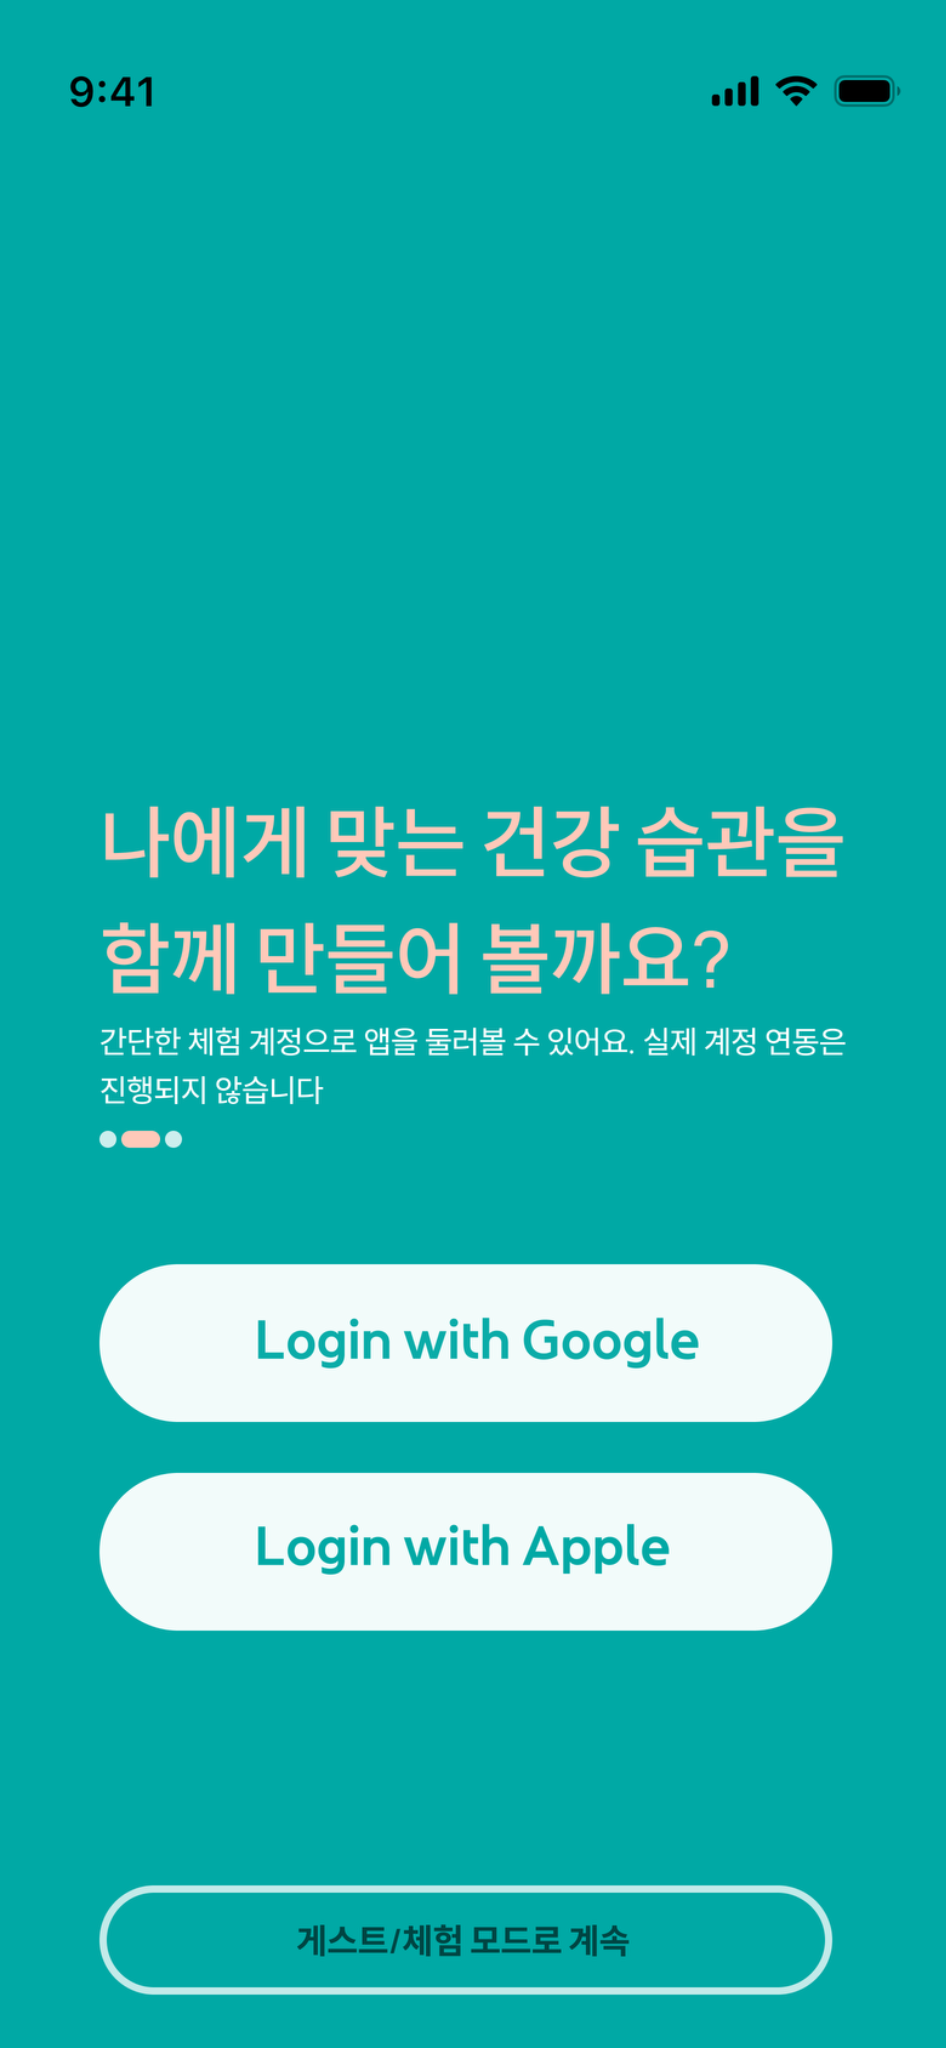 9:41
나에게 맞는 건강 습관을
함께 만들어 볼까요?
간단한 체험 계정으로 앱을 둘러볼 수 있어요. 실제 계정 연동은
진행되지 않습니다
Login with Google
Login with Apple
게스트/체험 모드로 계속